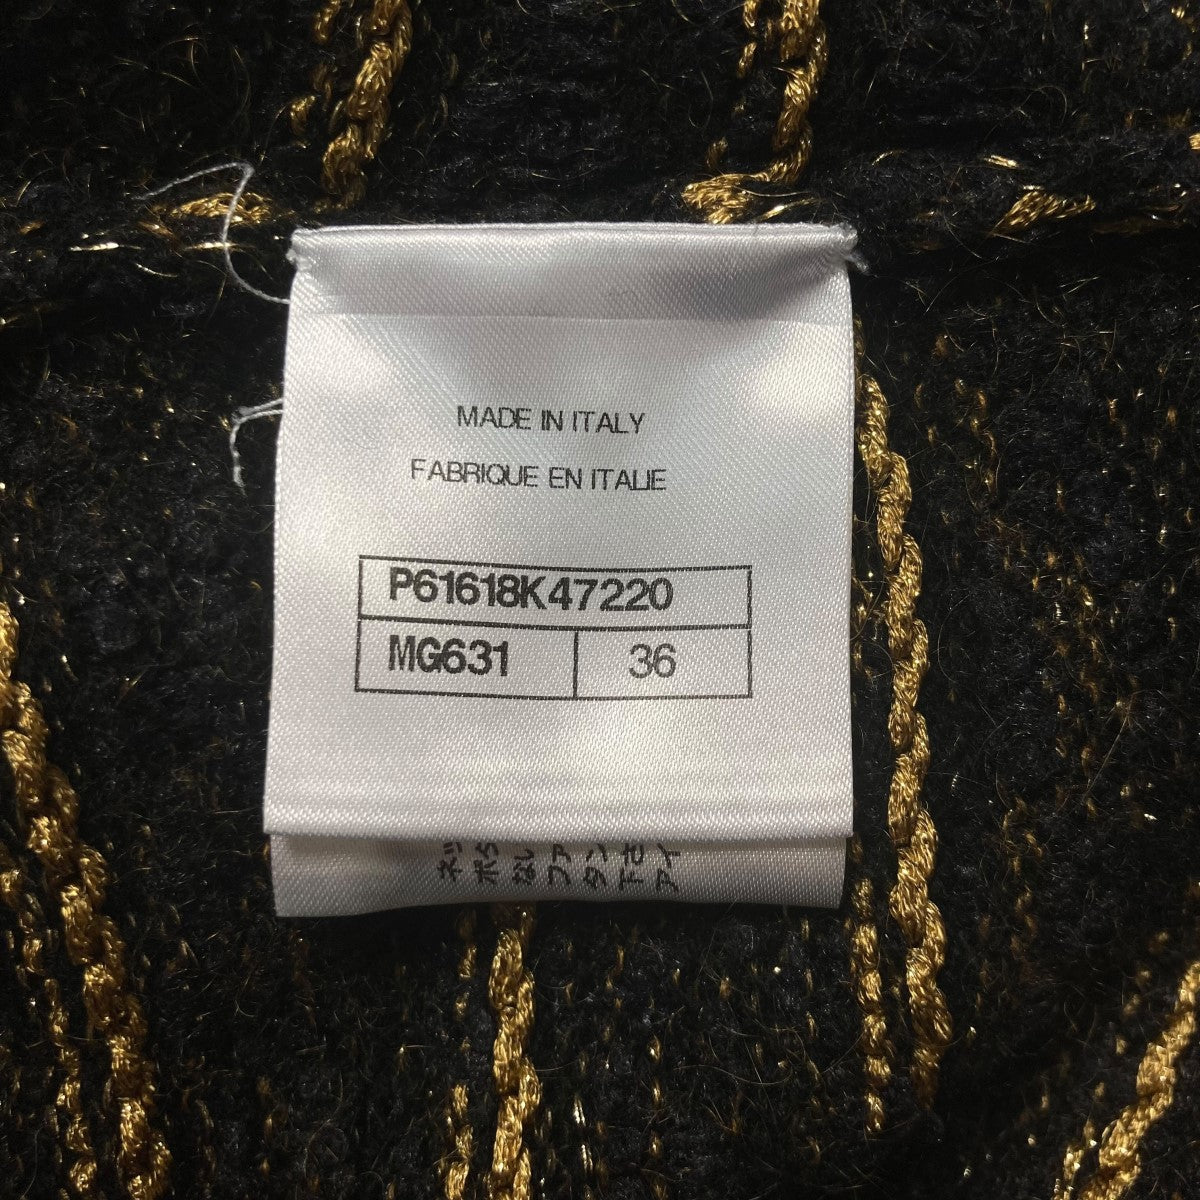 MADE IN ITALY
FABRIQUE EN ITALIE
P61618K47220
MG631 36